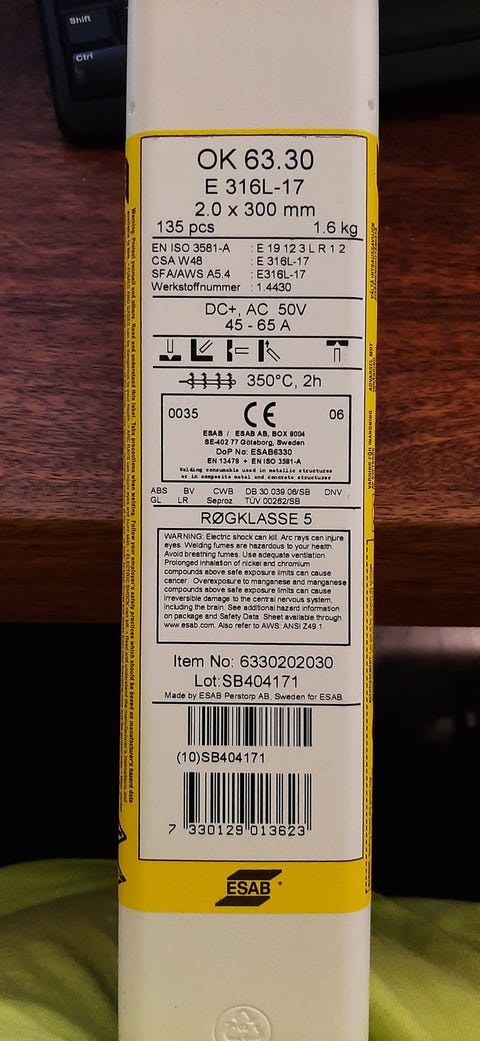 Shift
Ctrl
OK 63.30
E 316L-17
2.0 x 300 mm
135 pcs 1.6 kg
EN ISO 3581-A : E 19 12 3 L R 1 2
CSA W48 : E 316L-17
SFA/AWS A5.4 : E316L-17
Werkstoffnummer : 1.4430
DC+, AC 50V
45 - 65 A
350°C, 2h
0035 CE 06
ESAB / ESAB AB, BOX 8004
SE-402 77 Göteborg, Sweden
DoP No: ESAB6330
EN 13479 + EN ISO 3581-A
Welding consumable used in metallic structures
or in composite metal and concrete structures
ABS BV CWB DB 30.039.06/SB DNV
GL LR Seproz TÜV 00262/SB
RØGKLASSE 5
WARNING: Electric shock can kill. Arc rays can injure
eyes. Welding fumes are hazardous to your health.
Avoid breathing fumes. Use adequate ventilation.
Prolonged inhalation of nickel and chromium
compounds above safe exposure limits can cause
cancer. Overexposure to manganese and manganese
compounds above safe exposure limits can cause
irreversible damage to the central nervous system,
including the brain. See additional hazard information
on package and Safety Data Sheet available through
www.esab.com. Also refer to AWS: ANSI Z49.1
Item No: 6330202030
Lot:SB404171
Made by ESAB Perstorp AB, Sweden for ESAB
(10)SB404171
7 330129 013623
ESAB